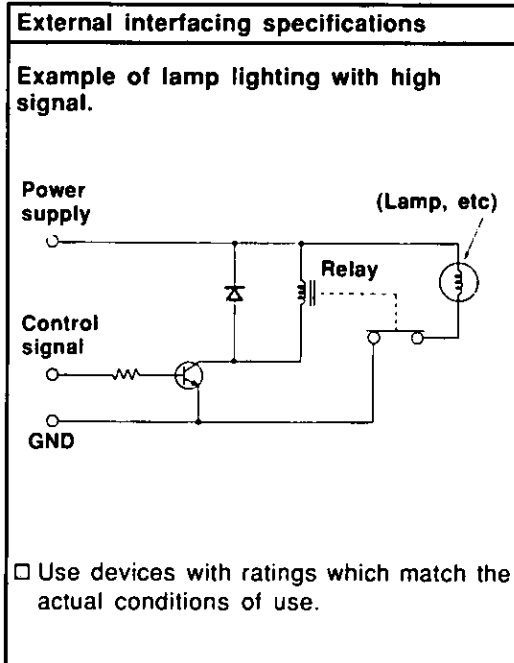 External interfacing specifications
Example of lamp lighting with high
signal.
Power
supply
(Lamp, etc)
Relay
Control
signal
GND
□ Use devices with ratings which match the
actual conditions of use.